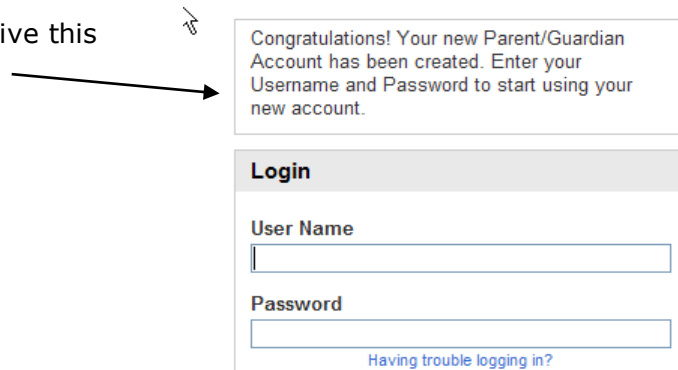 ive this
Congratulations! Your new Parent/Guardian
Account has been created. Enter your
Username and Password to start using your
new account.
Login
User Name
Password
Having trouble logging in?